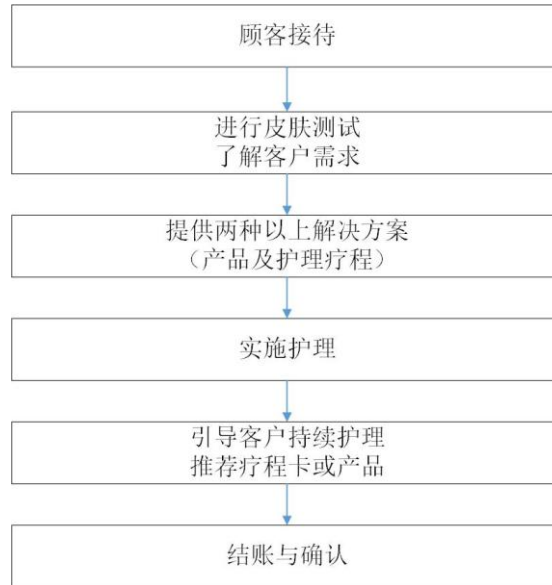 顾客接待
进行皮肤测试
了解客户需求
提供两种以上解决方案
（产品及护理疗程）
实施护理
引导客户持续护理
推荐疗程卡或产品
结账与确认